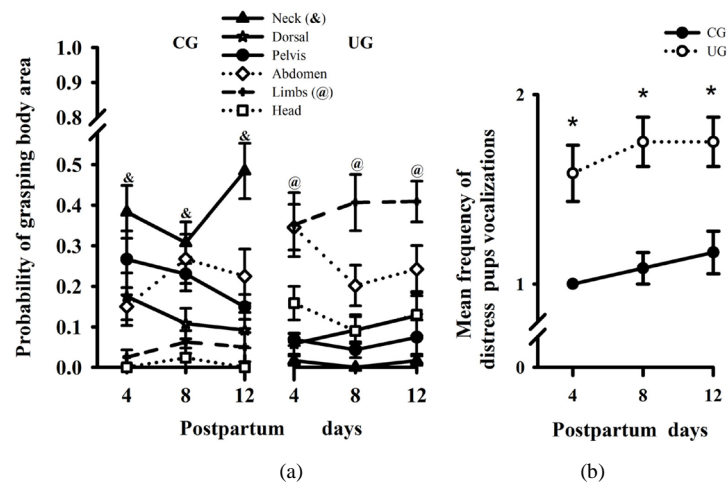 Neck (&)
Dorsal
Pelvis
Abdomen
Limbs (@)
Head
CG UG
Probability of grasping body area
1.0
0.9
0.8
0.5
0.4
0.3
0.2
0.1
0.0
& & &
@ @ @
4 8 12 4 8 12
Postpartum days
(a)
CG
UG
Mean frequency of
distress pups vocalizations
2
1
0
* * *
4 8 12
Postpartum days
(b)